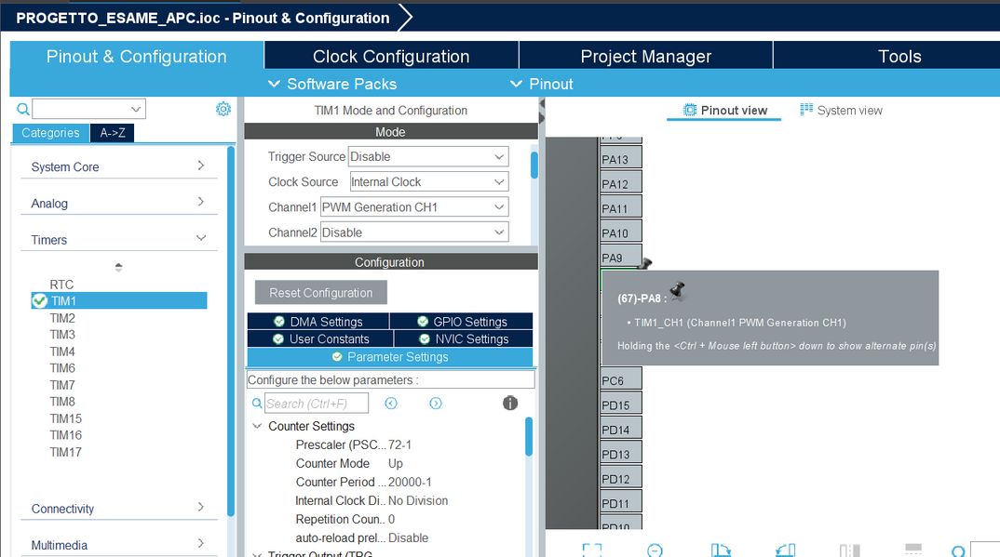 PROGETTO_ESAME_APC.ioc - Pinout & Configuration
Pinout & Configuration
Clock Configuration
Project Manager
Tools
Software Packs
Pinout
Categories
A->Z
System Core
Analog
Timers
RTC
TIM1
TIM2
TIM3
TIM4
TIM6
TIM7
TIM8
TIM15
TIM16
TIM17
Connectivity
Multimedia
TIM1 Mode and Configuration
Mode
Trigger Source Disable
Clock Source Internal Clock
Channel1 PWM Generation CH1
Channel2 Disable
Configuration
Reset Configuration
DMA Settings
GPIO Settings
User Constants
NVIC Settings
Parameter Settings
Configure the below parameters :
Search (Ctrl+F)
Counter Settings
Prescaler (PSC... 72-1
Counter Mode Up
Counter Period ... 20000-1
Internal Clock Di.. No Division
Repetition Coun.. 0
auto-reload prel... Disable
Trigger Output (TRG
Pinout view
System view
PA13
PA12
PA11
PA10
PA9
(67)-PA8 :
• TIM1_CH1 (Channel1 PWM Generation CH1)
Holding the <Ctrl + Mouse left button> down to show alternate pin(s)
PC6
PD15
PD14
PD13
PD12
PD11
PD10